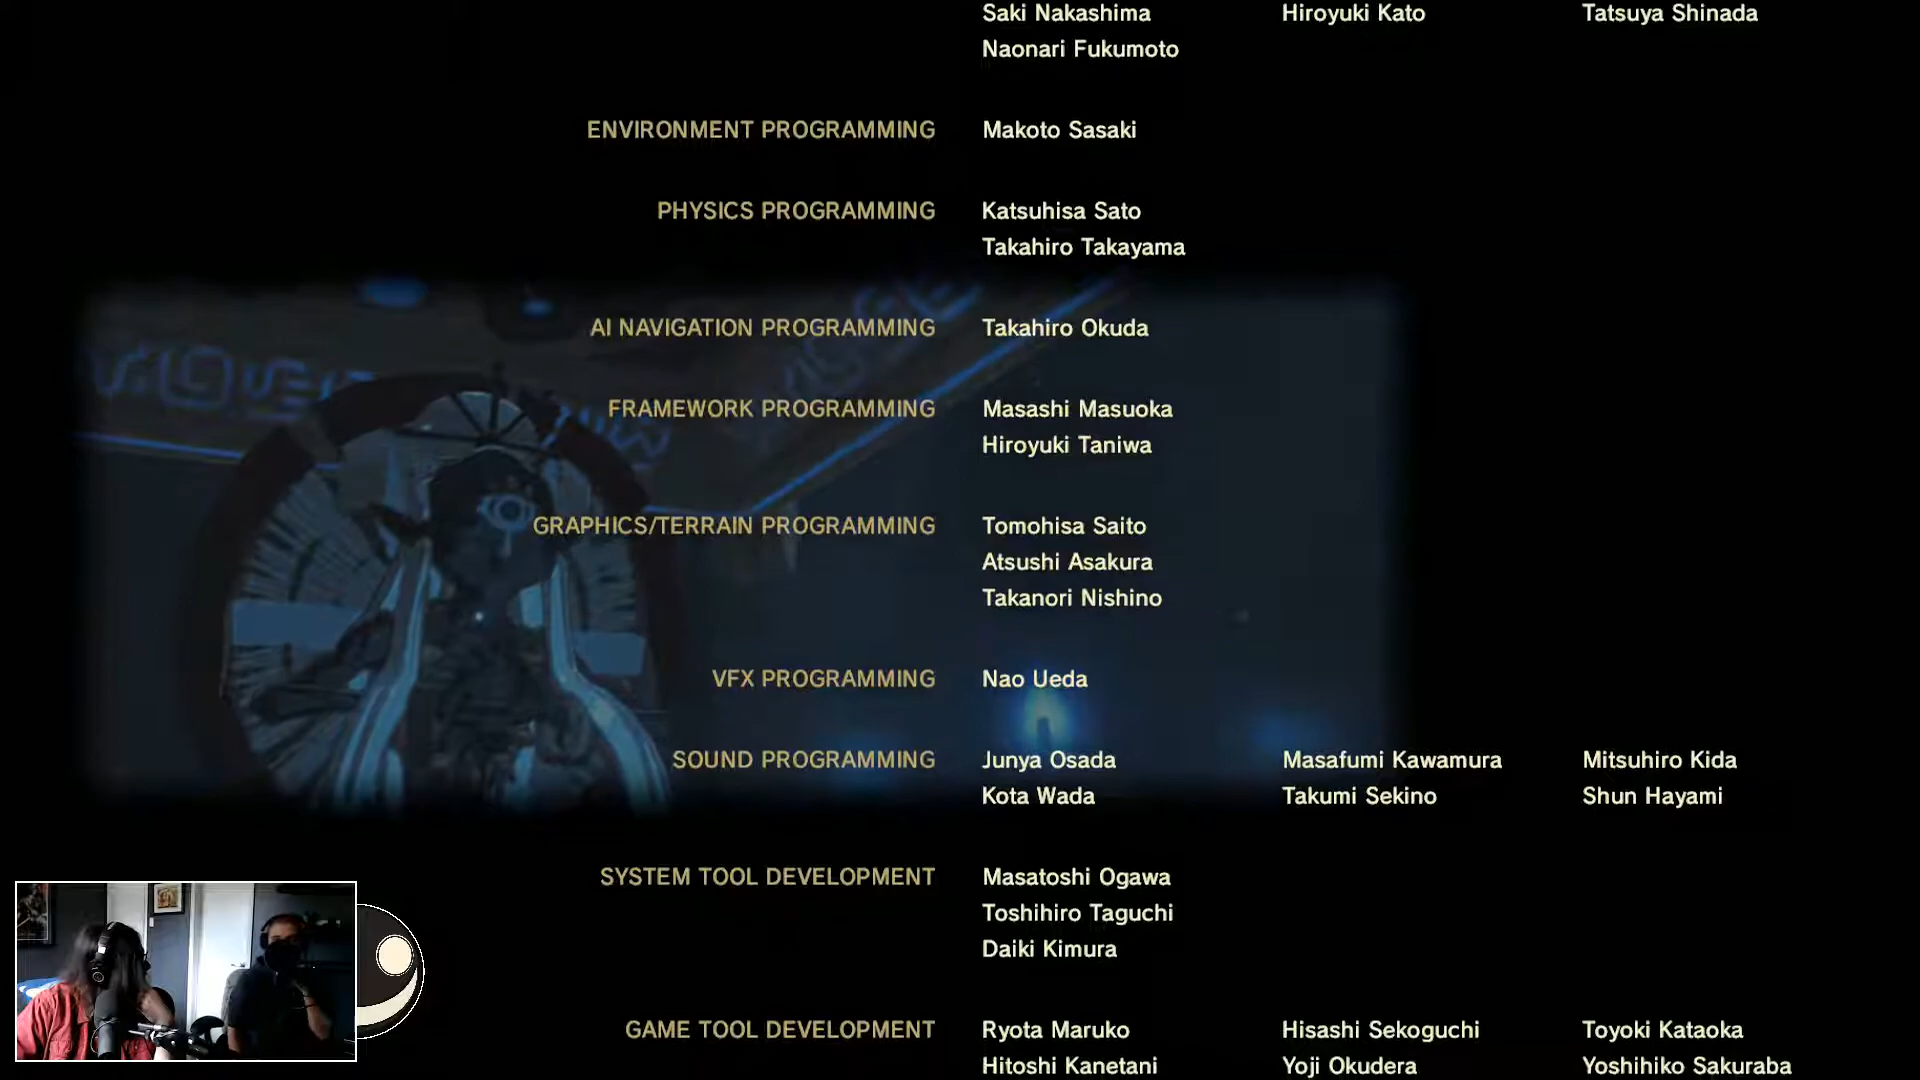 Saki Nakashima Hiroyuki Kato Tatsuya Shinada
Naonari Fukumoto
ENVIRONMENT PROGRAMMING Makoto Sasaki
PHYSICS PROGRAMMING Katsuhisa Sato
Takahiro Takayama
AI NAVIGATION PROGRAMMING Takahiro Okuda
FRAMEWORK PROGRAMMING Masashi Masuoka
Hiroyuki Taniwa
GRAPHICS/TERRAIN PROGRAMMING Tomohisa Saito
Atsushi Asakura
Takanori Nishino
VFX PROGRAMMING Nao Ueda
SOUND PROGRAMMING Junya Osada Masafumi Kawamura Mitsuhiro Kida
Kota Wada Takumi Sekino Shun Hayami
SYSTEM TOOL DEVELOPMENT Masatoshi Ogawa
Toshihiro Taguchi
Daiki Kimura
GAME TOOL DEVELOPMENT Ryota Maruko Hisashi Sekoguchi Toyoki Kataoka
Hitoshi Kanetani Yoji Okudera Yoshihiko Sakuraba